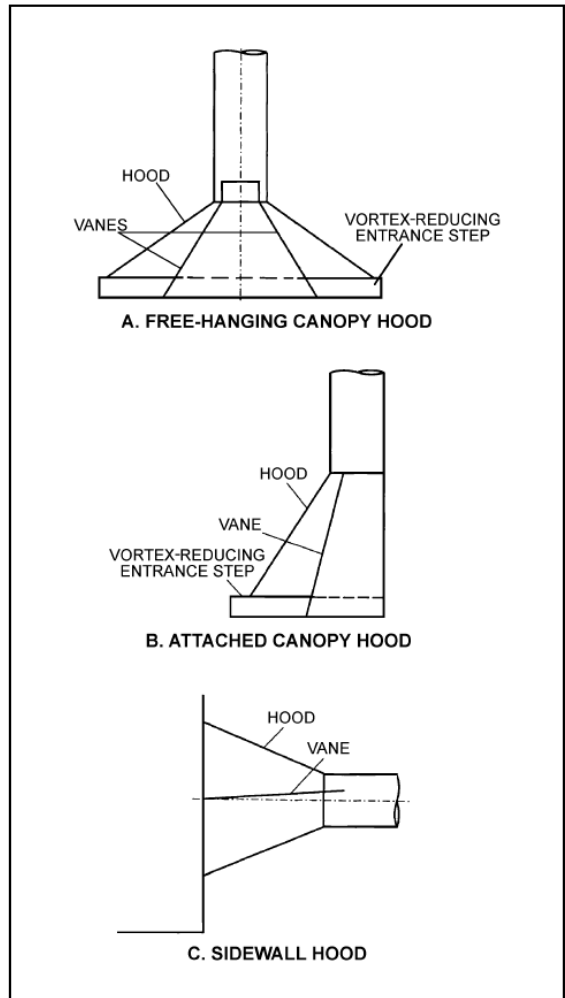 HOOD
VANES
VORTEX-REDUCING
ENTRANCE STEP
A. FREE-HANGING CANOPY HOOD
HOOD
VANE
VORTEX-REDUCING
ENTRANCE STEP
B. ATTACHED CANOPY HOOD
HOOD
VANE
C. SIDEWALL HOOD